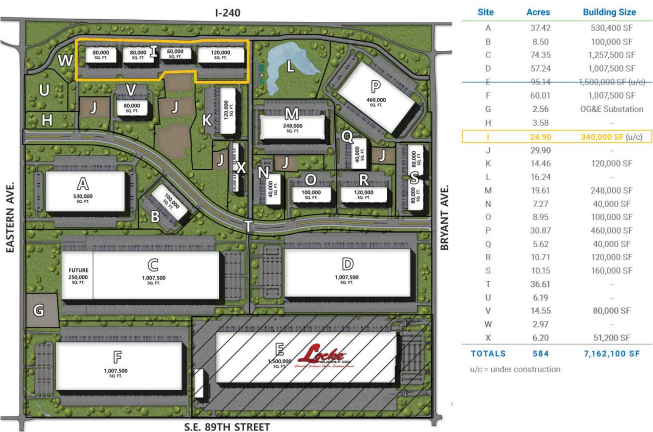 I-240
80,000
SQ. FT.
80,000
SQ. FT.
I
60,000
SQ. FT.
120,000
SQ. FT.
W
L
P
460,000
SQ. FT.
U
V
80,000
SQ. FT.
J
J
H
K
120,000
SQ. FT.
M
248,000
SQ. FT.
Q
40,000
SQ. FT.
J
J
J
X
80,000
SQ. FT.
S
80,000
SQ. FT.
A
530,000
SQ. FT.
N
40,000
SQ. FT.
O
100,000
SQ. FT.
R
120,000
SQ. FT.
B
100,000
SQ. FT.
T
EASTERN AVE.
BRYANT AVE.
FUTURE
250,000
SQ. FT.
C
1,007,500
SQ. FT.
D
1,007,500
SQ. FT.
G
F
1,007,500
SQ. FT.
E
1,500,000
SQ. FT.
Locke
SUPPLY CO
S.E. 89TH STREET
Site Acres Building Size
A 37.42 530,400 SF
B 8.50 100,000 SF
C 74.35 1,257,500 SF
D 57.24 1,007,500 SF
E 95.14 1,500,000 SF (u/c)
F 60.01 1,007,500 SF
G 2.56 OG&E Substation
H 3.58 -
I 24.90 340,000 SF (u/c)
J 29.90 -
K 14.46 120,000 SF
L 16.24 -
M 19.61 248,000 SF
N 7.27 40,000 SF
O 8.95 100,000 SF
P 30.87 460,000 SF
Q 5.62 40,000 SF
R 10.71 120,000 SF
S 10.15 160,000 SF
T 36.61 -
U 6.19 -
V 14.55 80,000 SF
W 2.97 -
X 6.20 51,200 SF
TOTALS 584 7,162,100 SF
u/c = under construction